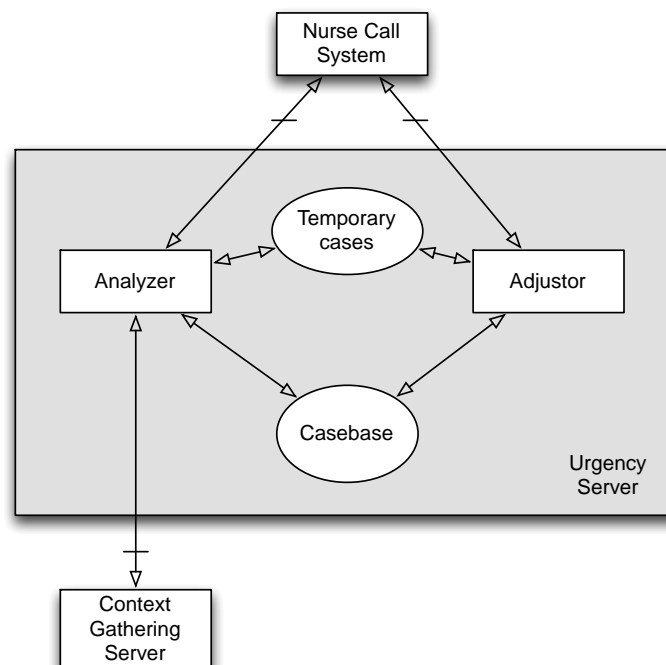 Nurse Call
System
Temporary
cases
Analyzer
Adjustor
Casebase
Urgency
Server
Context
Gathering
Server